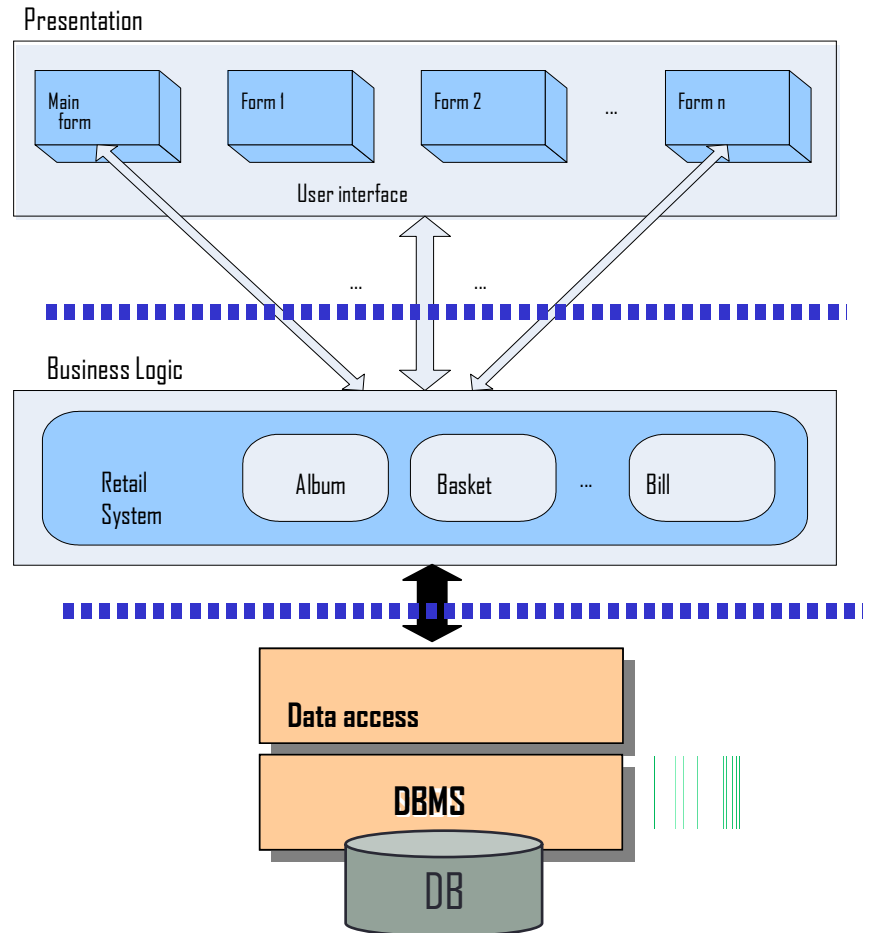 Presentation
Main
form
Form 1
Form 2
...
Form n
User interface
...
...
Business Logic
Retail
System
Album
Basket
...
Bill
Data access
DBMS
DB